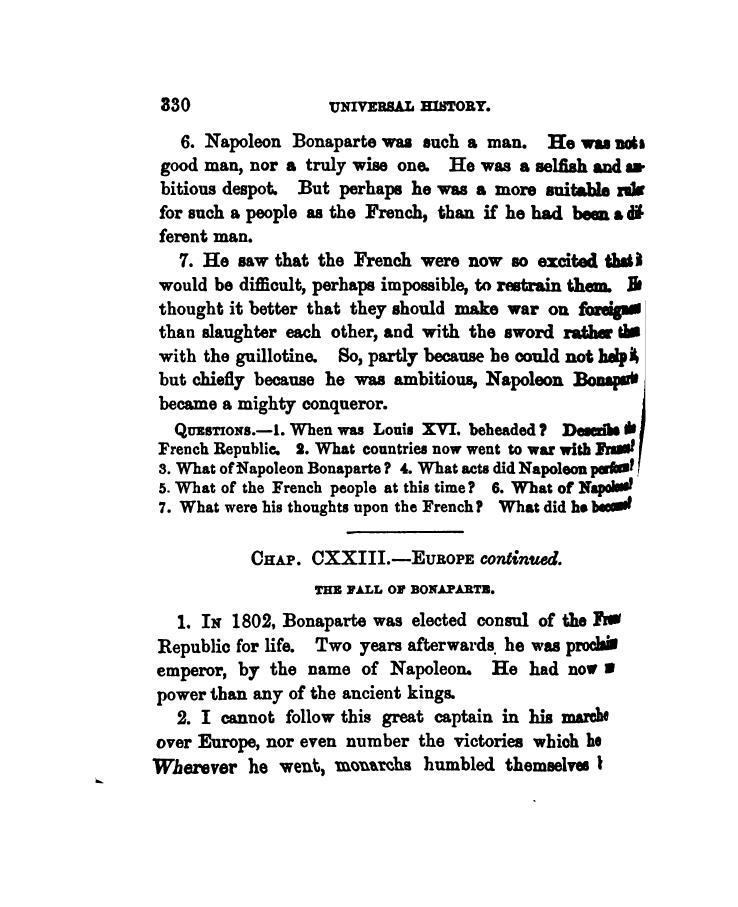 330 UNIVERSAL HISTORY.
6. Napoleon Bonaparte was such a man. He was not a
good man, nor a truly wise one. He was a selfish and am-
bitious despot. But perhaps he was a more suitable ruler
for such a people as the French, than if he had been a dif-
ferent man.
7. He saw that the French were now so excited that it
would be difficult, perhaps impossible, to restrain them. He
thought it better that they should make war on foreigners
than slaughter each other, and with the sword rather than
with the guillotine. So, partly because he could not help it,
but chiefly because he was ambitious, Napoleon Bonaparte
became a mighty conqueror.
QUESTIONS.—1. When was Louis XVI. beheaded? Describe the
French Republic. 2. What countries now went to war with France?
3. What of Napoleon Bonaparte? 4. What acts did Napoleon perform?
5. What of the French people at this time? 6. What of Napoleon?
7. What were his thoughts upon the French? What did he become?
CHAP. CXXIII.—EUROPE continued.
THE FALL OF BONAPARTE.
1. IN 1802, Bonaparte was elected consul of the
Republic for life. Two years afterwards he was
emperor, by the name of Napoleon. He had now
power than any of the ancient kings.
2. I cannot follow this great captain in his marche
over Europe, nor even number the victories which he
Wherever he went, monarchs humbled themselves